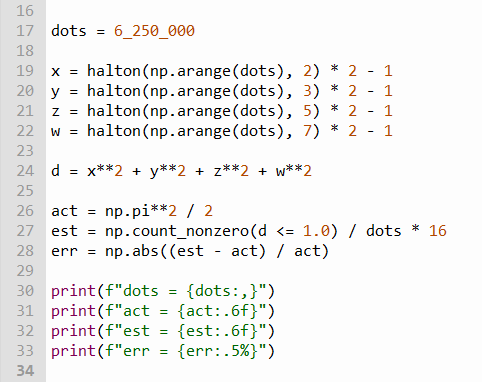 16
17 dots = 6_250_000
18
19 x = halton(np.arange(dots), 2) * 2 - 1
20 y = halton(np.arange(dots), 3) * 2 - 1
21 z = halton(np.arange(dots), 5) * 2 - 1
22 w = halton(np.arange(dots), 7) * 2 - 1
23
24 d = x**2 + y**2 + z**2 + w**2
25
26 act = np.pi**2 / 2
27 est = np.count_nonzero(d <= 1.0) / dots * 16
28 err = np.abs((est - act) / act)
29
30 print(f"dots = {dots:,}")
31 print(f"act = {act:.6f}")
32 print(f"est = {est:.6f}")
33 print(f"err = {err:.5%}")
34